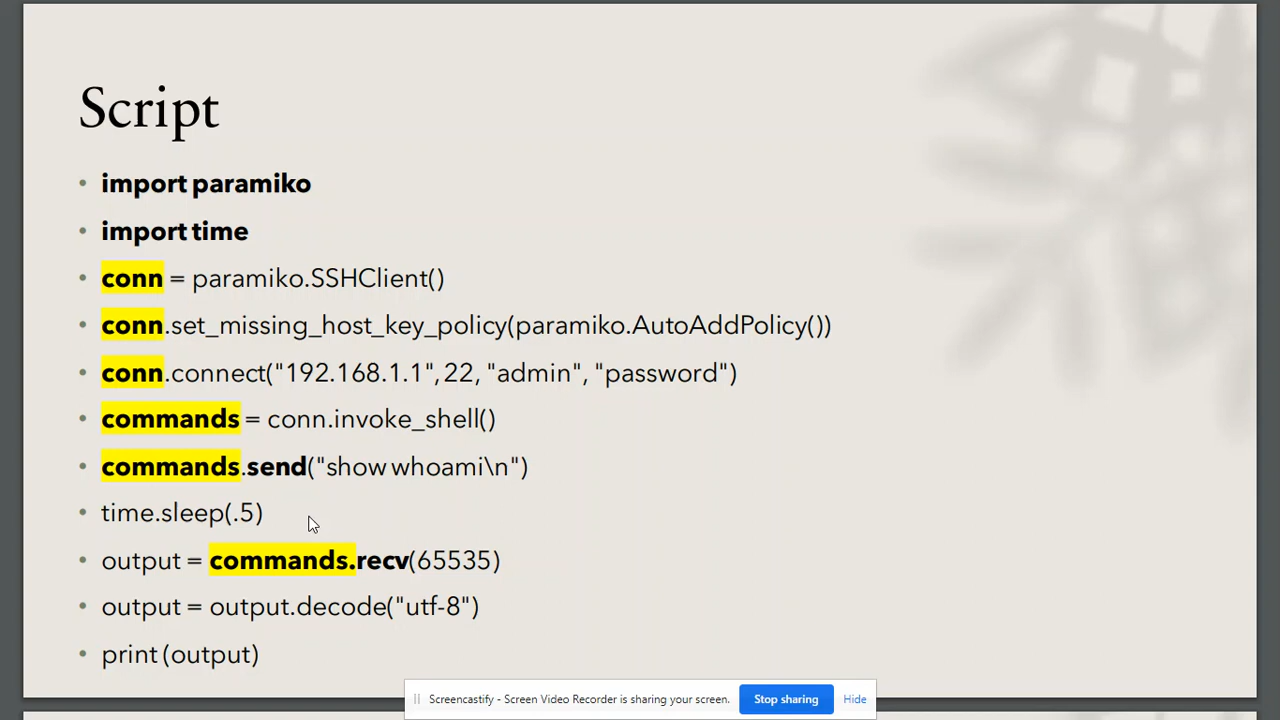 Script
• import paramiko
• import time
• conn = paramiko.SSHClient()
• conn.set_missing_host_key_policy(paramiko.AutoAddPolicy())
• conn.connect("192.168.1.1", 22, "admin", "password")
• commands = conn.invoke_shell()
• commands.send("show whoami\n")
• time.sleep(.5)
• output = commands.recv(65535)
• output = output.decode("utf-8")
• print (output)
Screencastify - Screen Video Recorder is sharing your screen. Stop sharing Hide